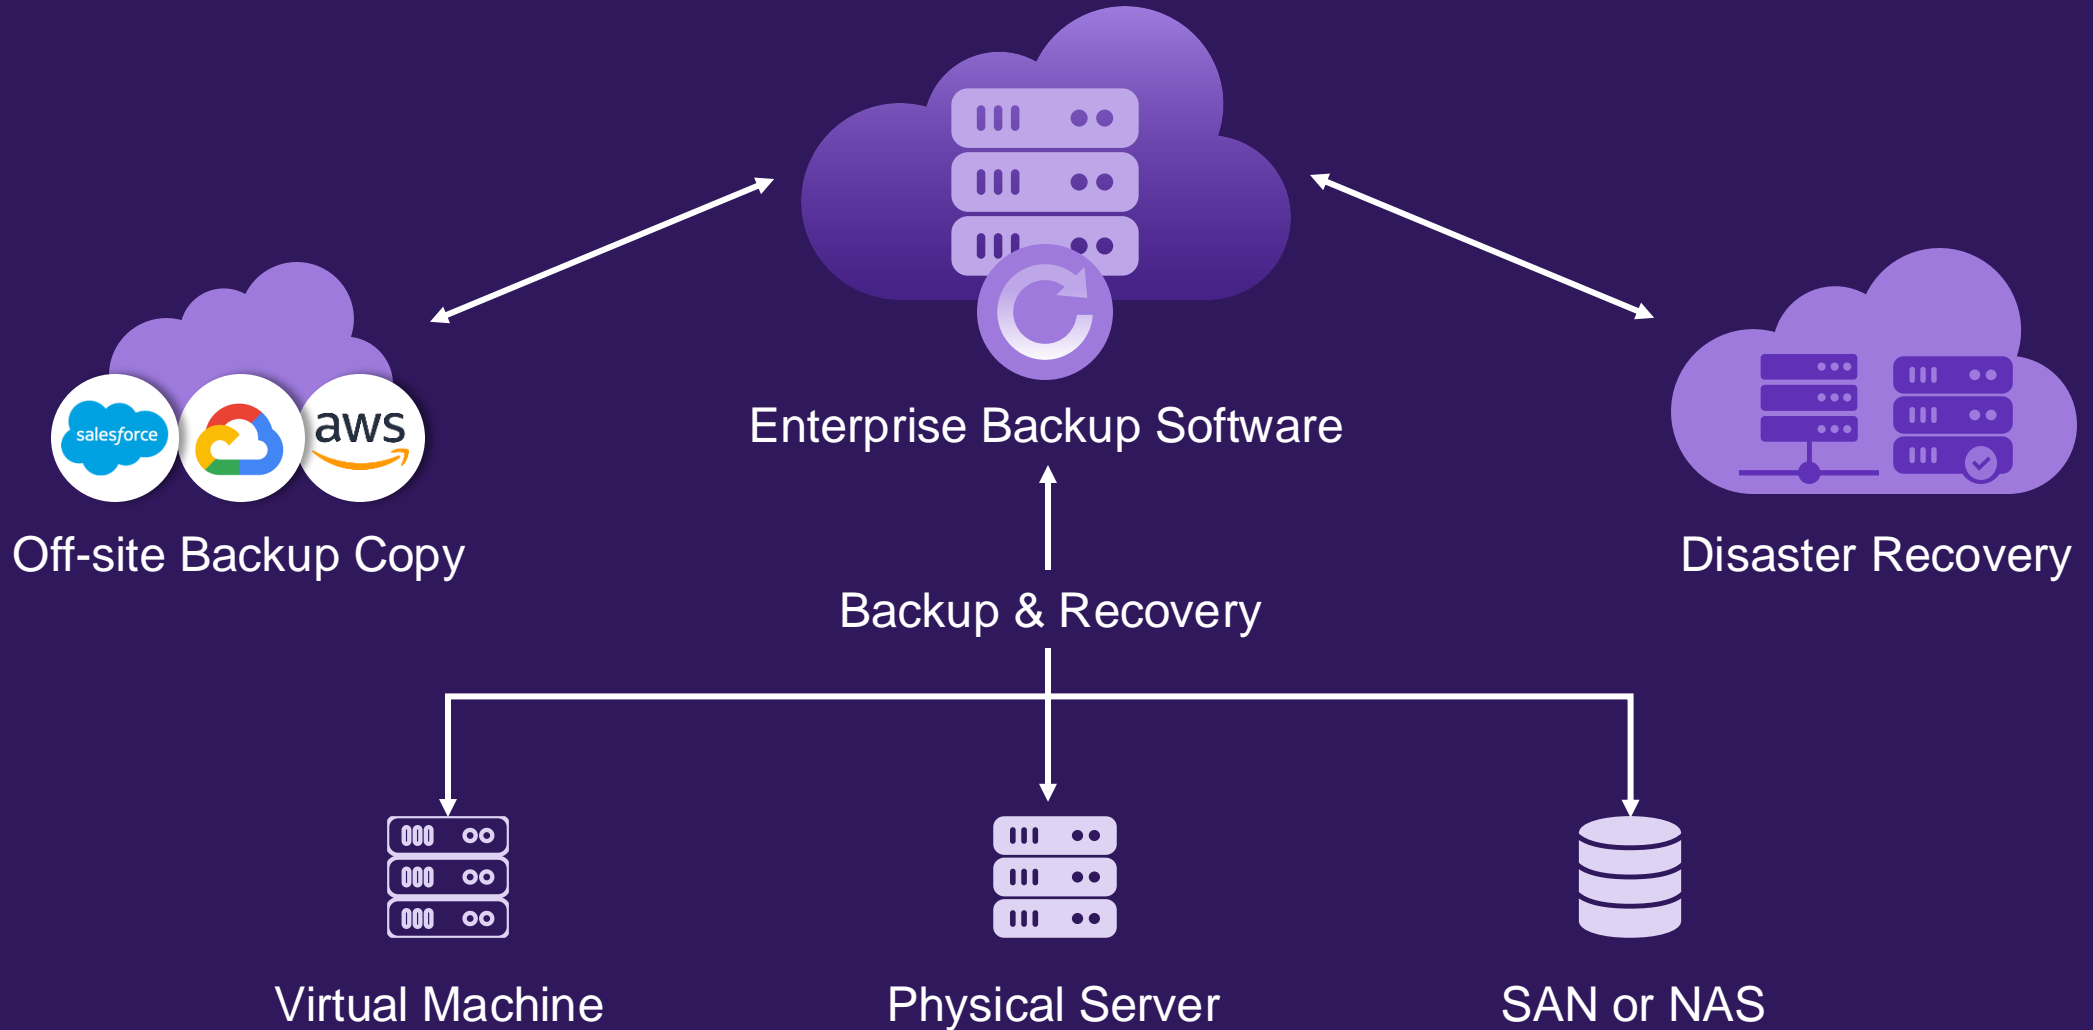 salesforce
aws
Enterprise Backup Software
Off-site Backup Copy
Disaster Recovery
Backup & Recovery
Virtual Machine
Physical Server
SAN or NAS